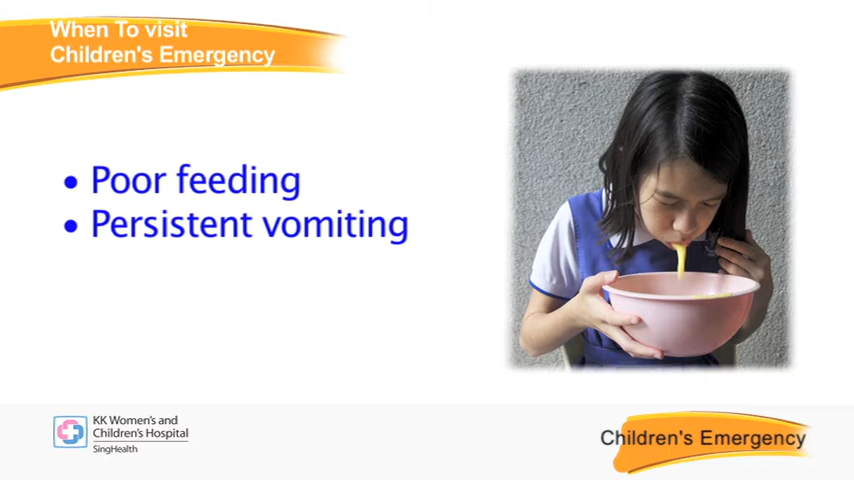 When To visit
Children's Emergency
• Poor feeding
• Persistent vomiting
KK Women's and
Children's Hospital
SingHealth
Children's Emergency